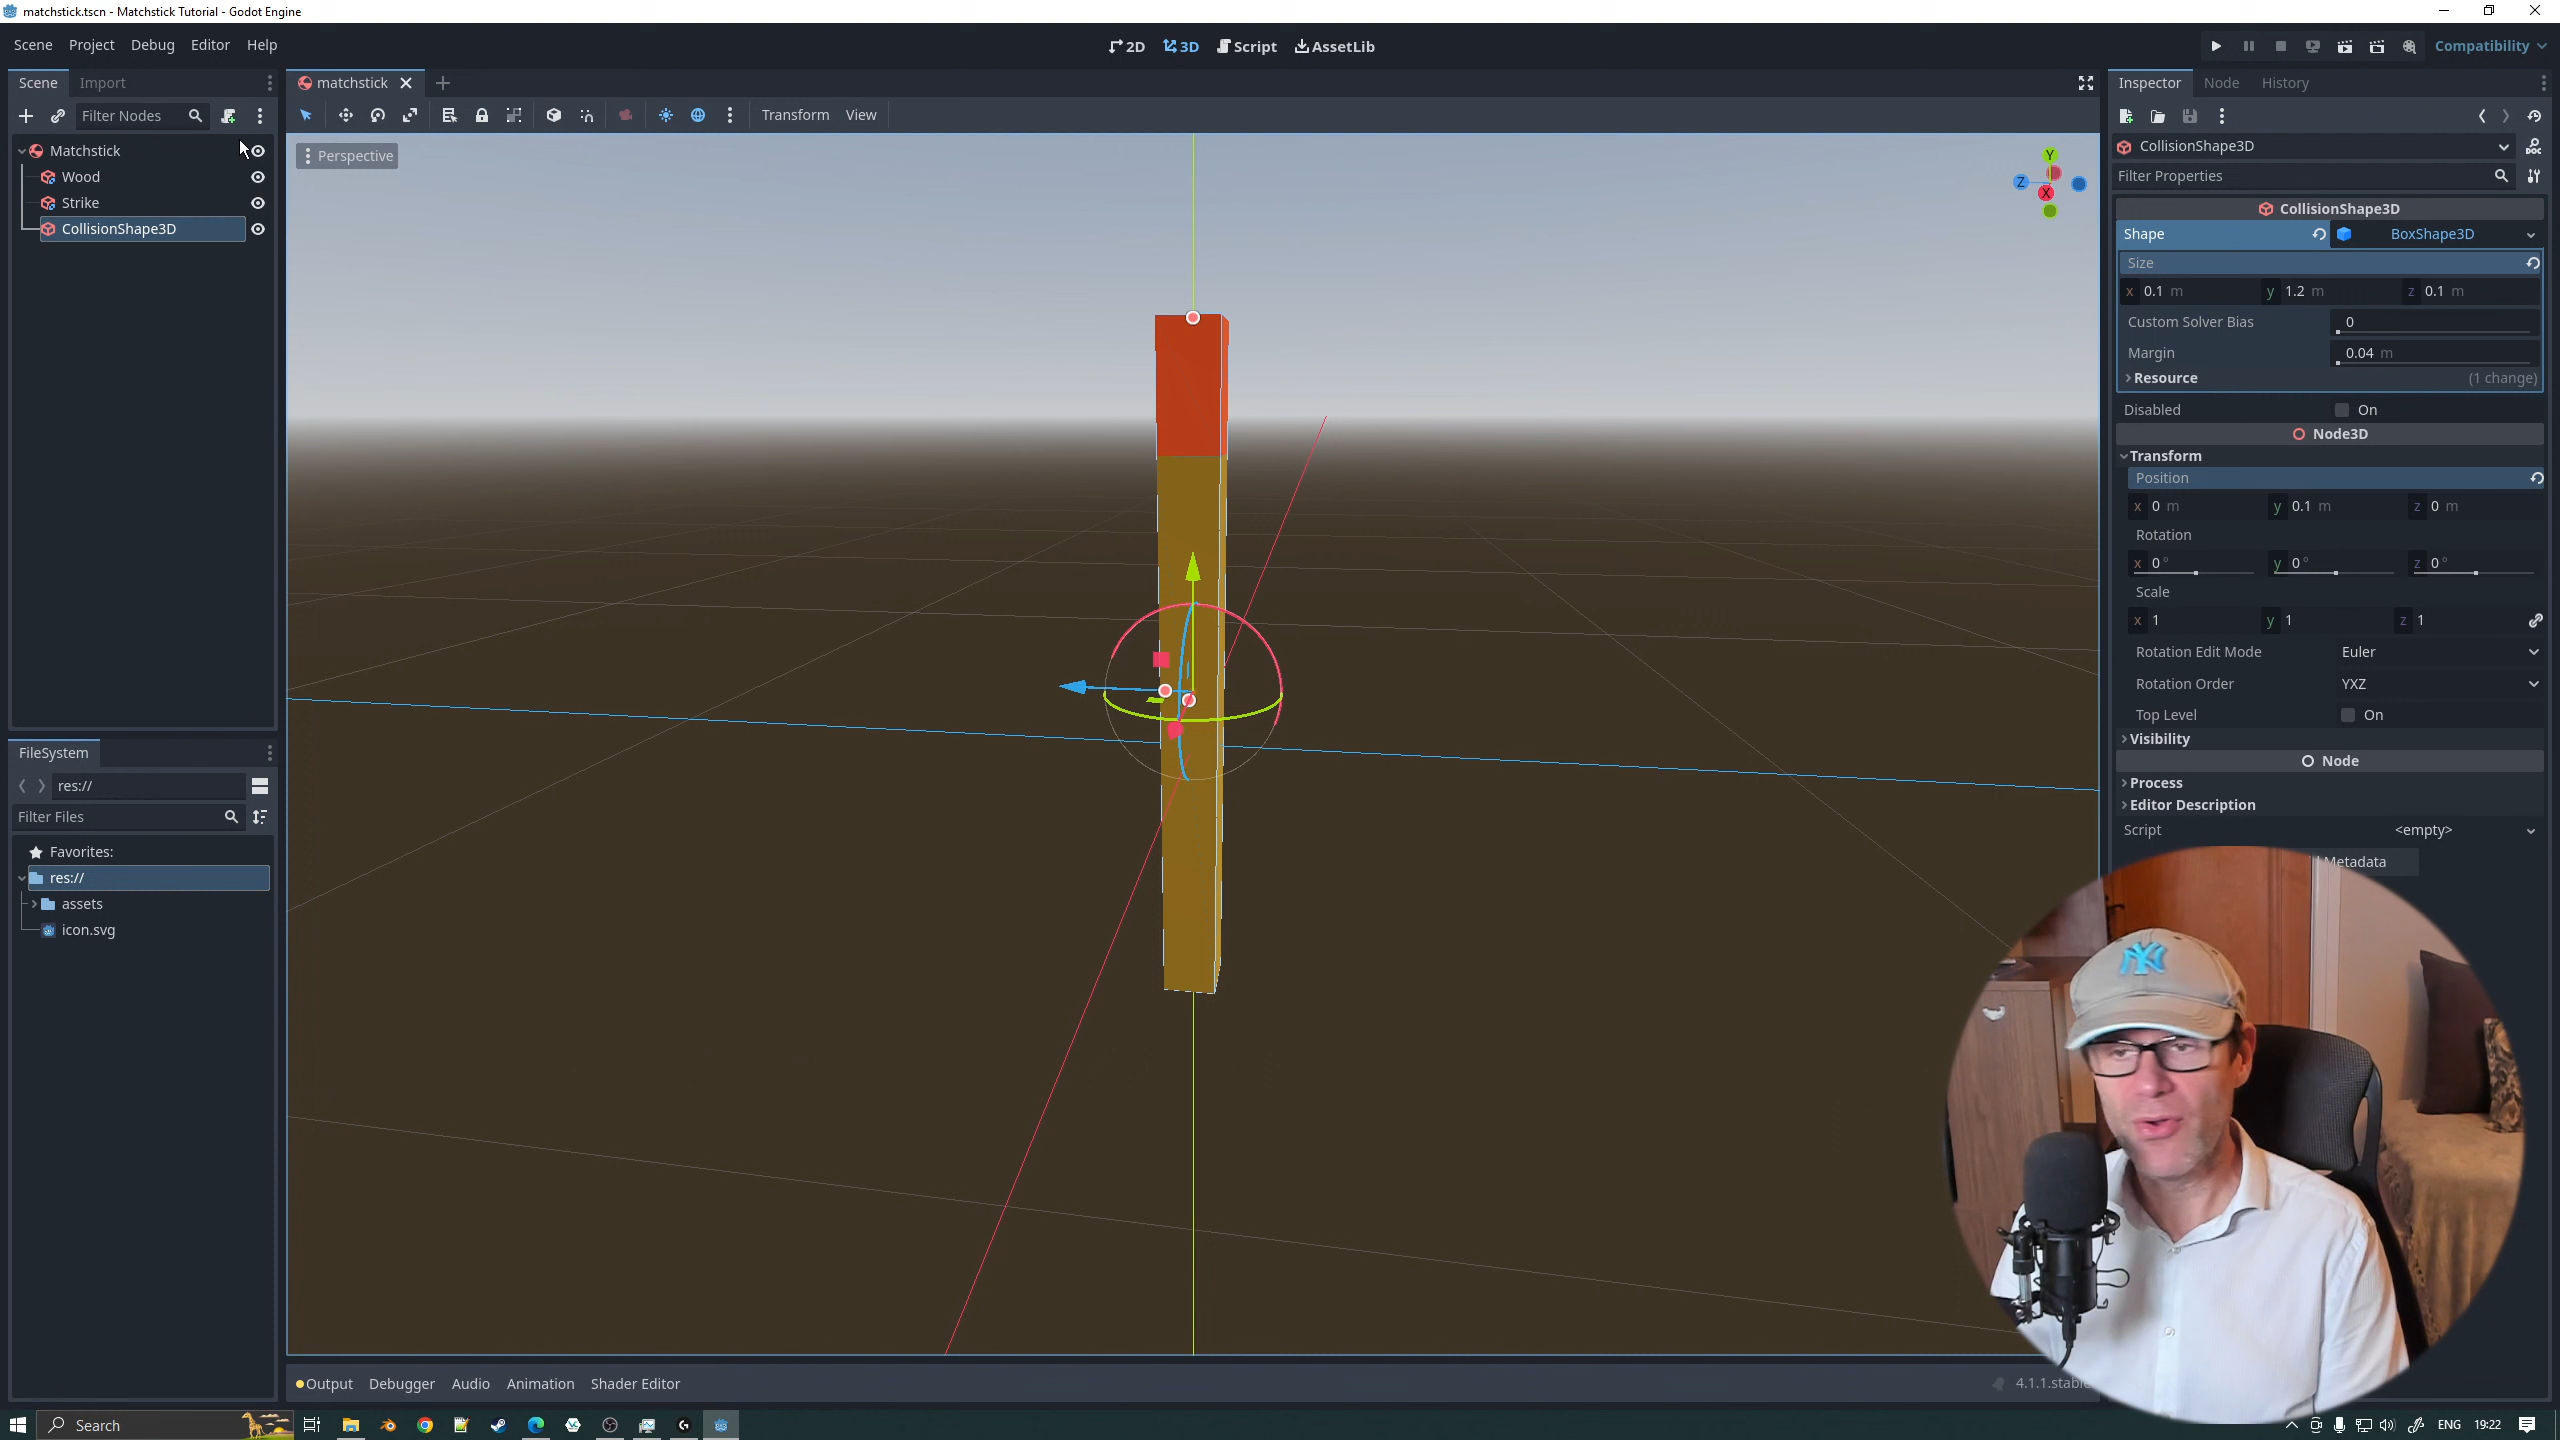 matchstick.tscn - Matchstick Tutorial - Godot Engine
Scene Project Debug Editor Help
2D 3D Script AssetLib
Compatibility
Scene Import
matchstick
Inspector Node History
Filter Nodes
Transform View
Matchstick
Wood
Strike
CollisionShape3D
Perspective
Y
Z
X
CollisionShape3D
Filter Properties
CollisionShape3D
Shape BoxShape3D
Size
x 0.1 m y 1.2 m z 0.1 m
Custom Solver Bias 0
Margin 0.04 m
Resource (1 change)
Disabled On
Node3D
Transform
Position
x 0 m y 0.1 m z 0 m
Rotation
x 0 ° y 0 ° z 0 °
Scale
x 1 y 1 z 1
Rotation Edit Mode Euler
Rotation Order YXZ
Top Level On
Visibility
Node
Process
Editor Description
Script <empty>
Metadata
FileSystem
res://
Filter Files
Favorites:
res://
assets
icon.svg
NY
Output Debugger Audio Animation Shader Editor
4.1.1.stable
Search
ENG 19:22